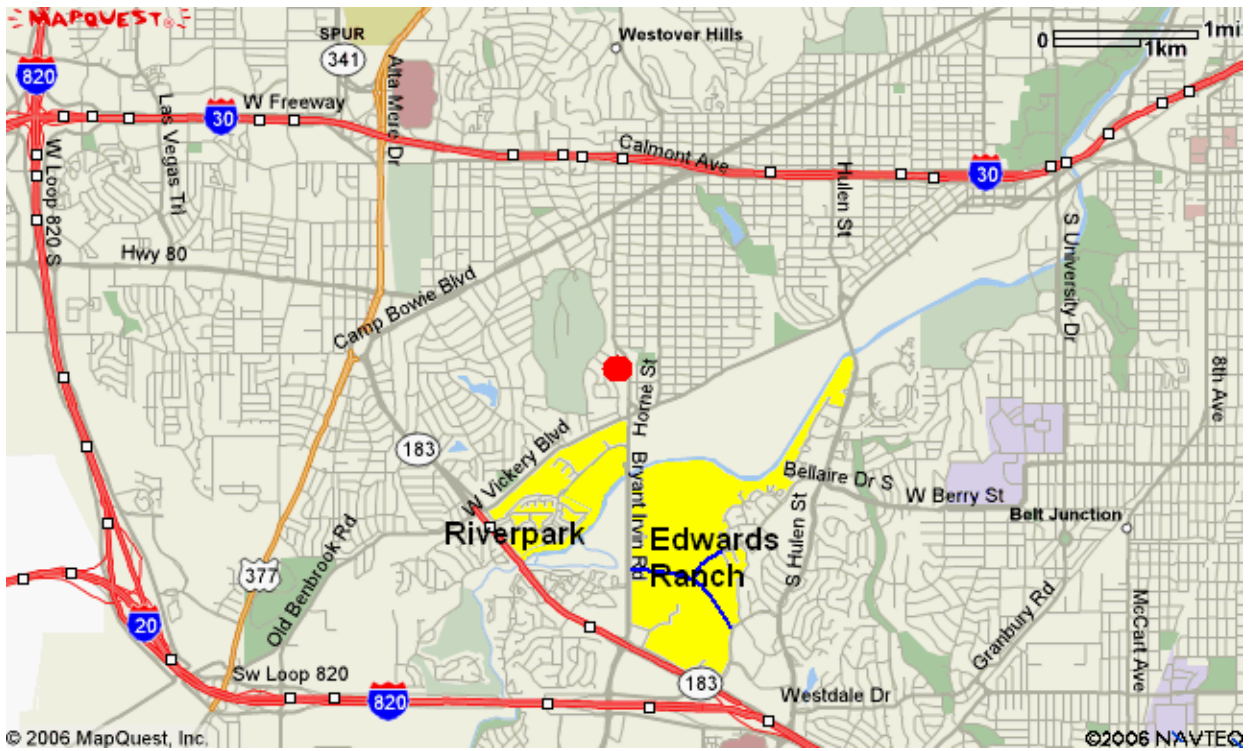 MAPQUEST
SPUR
341
Westover Hills
0
1mi
1km
820
W Freeway
30
Alta Mere Dr
Las Vegas Trl
Calmont Ave
Hulen St
30
W Loop 820 S
Hwy 80
S University Dr
Camp Bowie Blvd
8th Ave
Horne St
183
W Vickery Blvd
Bryant Irvin Rd
Bellaire Dr S
W Berry St
Belt Junction
Riverpark
Edwards
Ranch
S Hulen St
377
Old Benbrook Rd
20
Granbury Rd
McCart Ave
Sw Loop 820
820
183
Westdale Dr
© 2006 MapQuest, Inc.
©2006 NAVTEQ